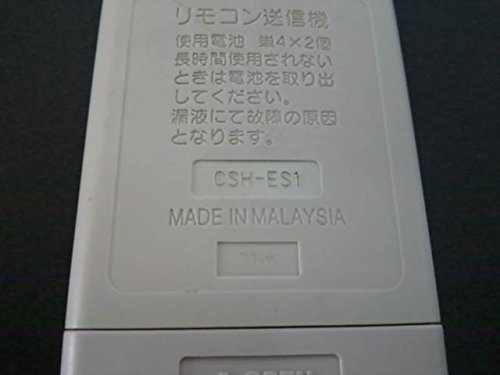 リモコン送信機
使用電池 単4×2個
長時間使用されない
ときは電池を取り出
してください。
漏液にて故障の原因
となります。
CSH-ES1
MADE IN MALAYSIA
OPEN